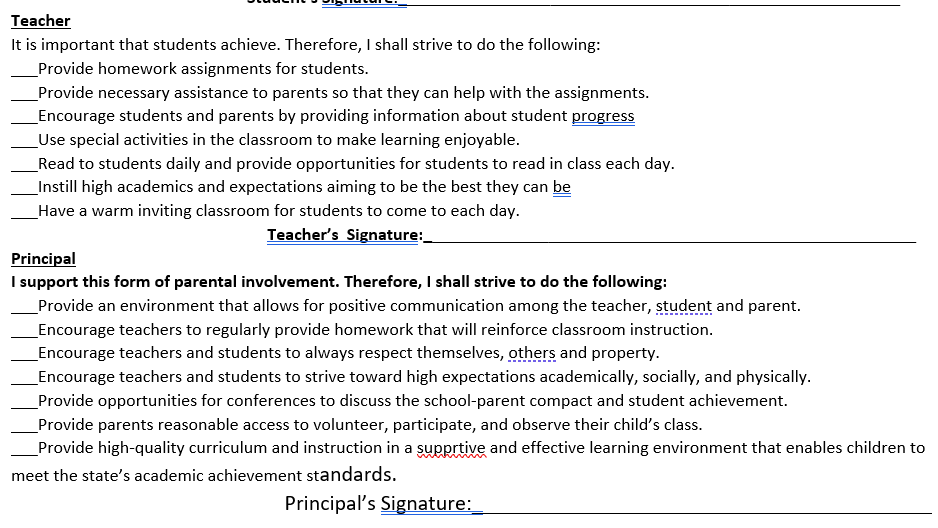 Student's Signature:_
Teacher
It is important that students achieve. Therefore, I shall strive to do the following:
___Provide homework assignments for students.
___Provide necessary assistance to parents so that they can help with the assignments.
___Encourage students and parents by providing information about student progress
___Use special activities in the classroom to make learning enjoyable.
___Read to students daily and provide opportunities for students to read in class each day.
___Instill high academics and expectations aiming to be the best they can be
___Have a warm inviting classroom for students to come to each day.
Teacher's  Signature:_______________________________________________
Principal
I support this form of parental involvement. Therefore, I shall strive to do the following:
___Provide an environment that allows for positive communication among the teacher, student and parent.
___Encourage teachers to regularly provide homework that will reinforce classroom instruction.
___Encourage teachers and students to always respect themselves, others and property.
___Encourage teachers and students to strive toward high expectations academically, socially, and physically.
___Provide opportunities for conferences to discuss the school-parent compact and student achievement.
___Provide parents reasonable access to volunteer, participate, and observe their child's class.
___Provide high-quality curriculum and instruction in a supprtive and effective learning environment that enables children to
meet the state's academic achievement standards.
Principal's Signature:_______________________________________________